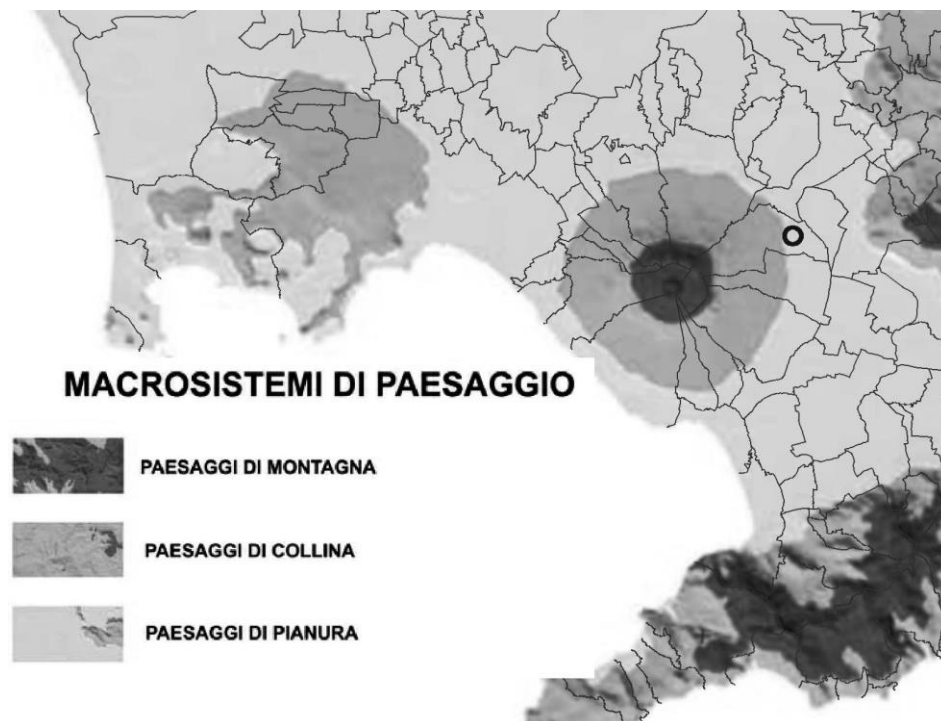 MACROSISTEMI DI PAESAGGIO
PAESAGGI DI MONTAGNA
PAESAGGI DI COLLINA
PAESAGGI DI PIANURA